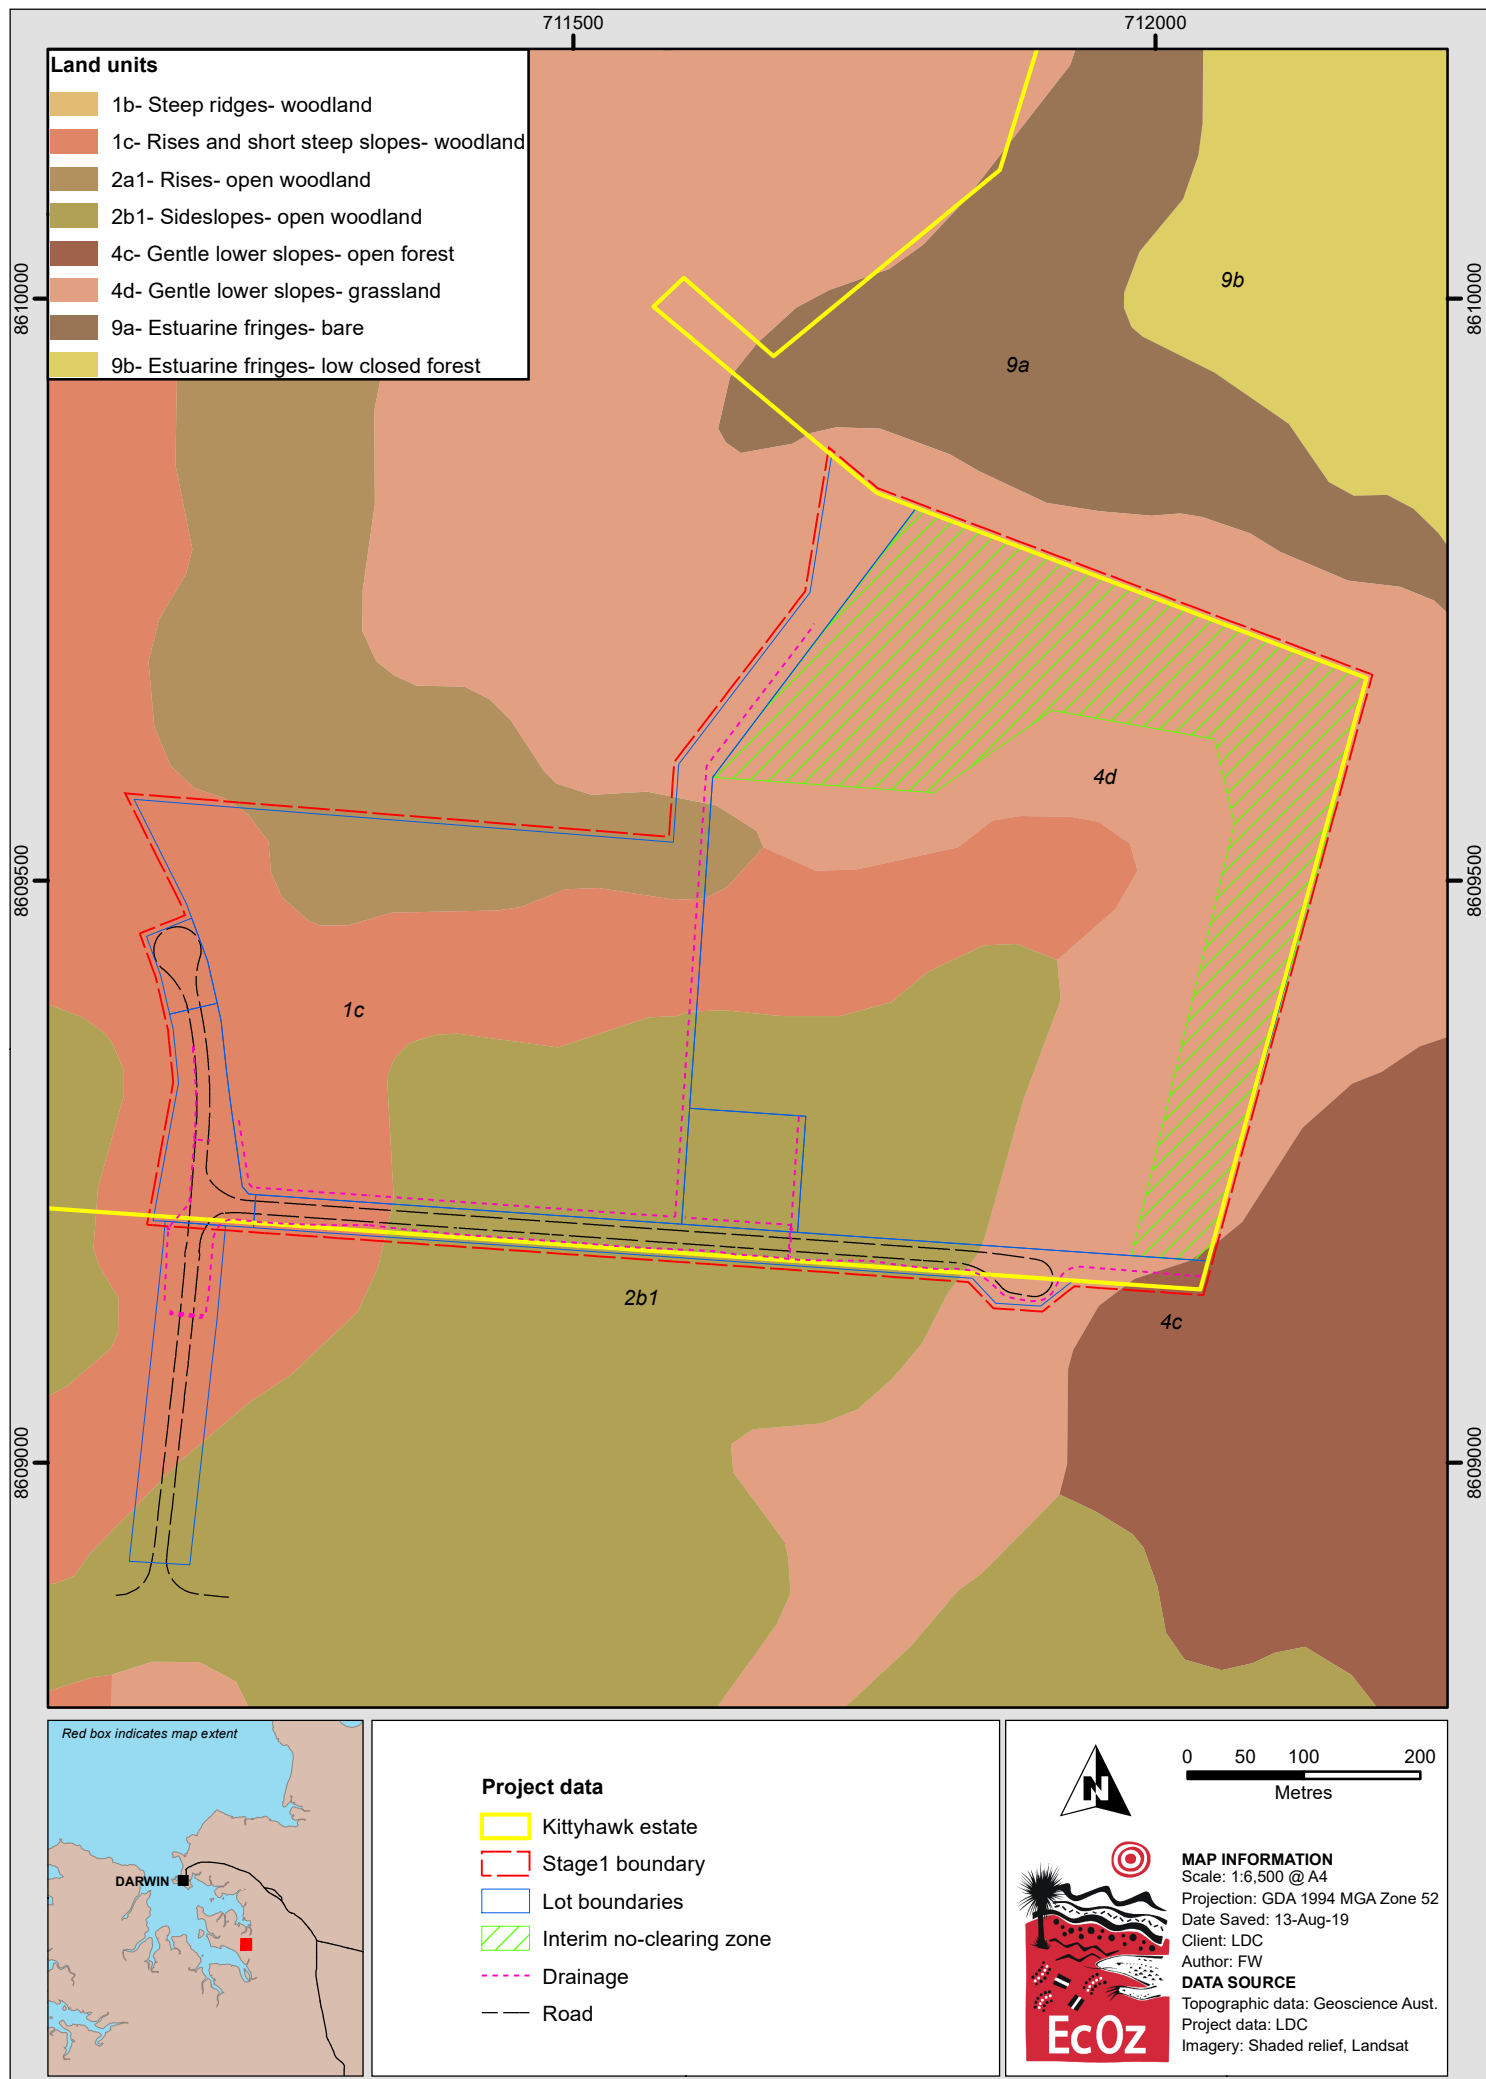 711500
712000
Land units
1b- Steep ridges- woodland
1c- Rises and short steep slopes- woodland
2a1- Rises- open woodland
2b1- Sideslopes- open woodland
4c- Gentle lower slopes- open forest
4d- Gentle lower slopes- grassland
9a- Estuarine fringes- bare
9b- Estuarine fringes- low closed forest
8610000
8610000
9b
9a
4d
8609500
8609500
1c
2b1
4c
8609000
8609000
Red box indicates map extent
DARWIN
Project data
Kittyhawk estate
Stage1 boundary
Lot boundaries
Interim no-clearing zone
Drainage
Road
N
0 50 100 200
Metres
EcOz
MAP INFORMATION
Scale: 1:6,500 @ A4
Projection: GDA 1994 MGA Zone 52
Date Saved: 13-Aug-19
Client: LDC
Author: FW
DATA SOURCE
Topographic data: Geoscience Aust.
Project data: LDC
Imagery: Shaded relief, Landsat